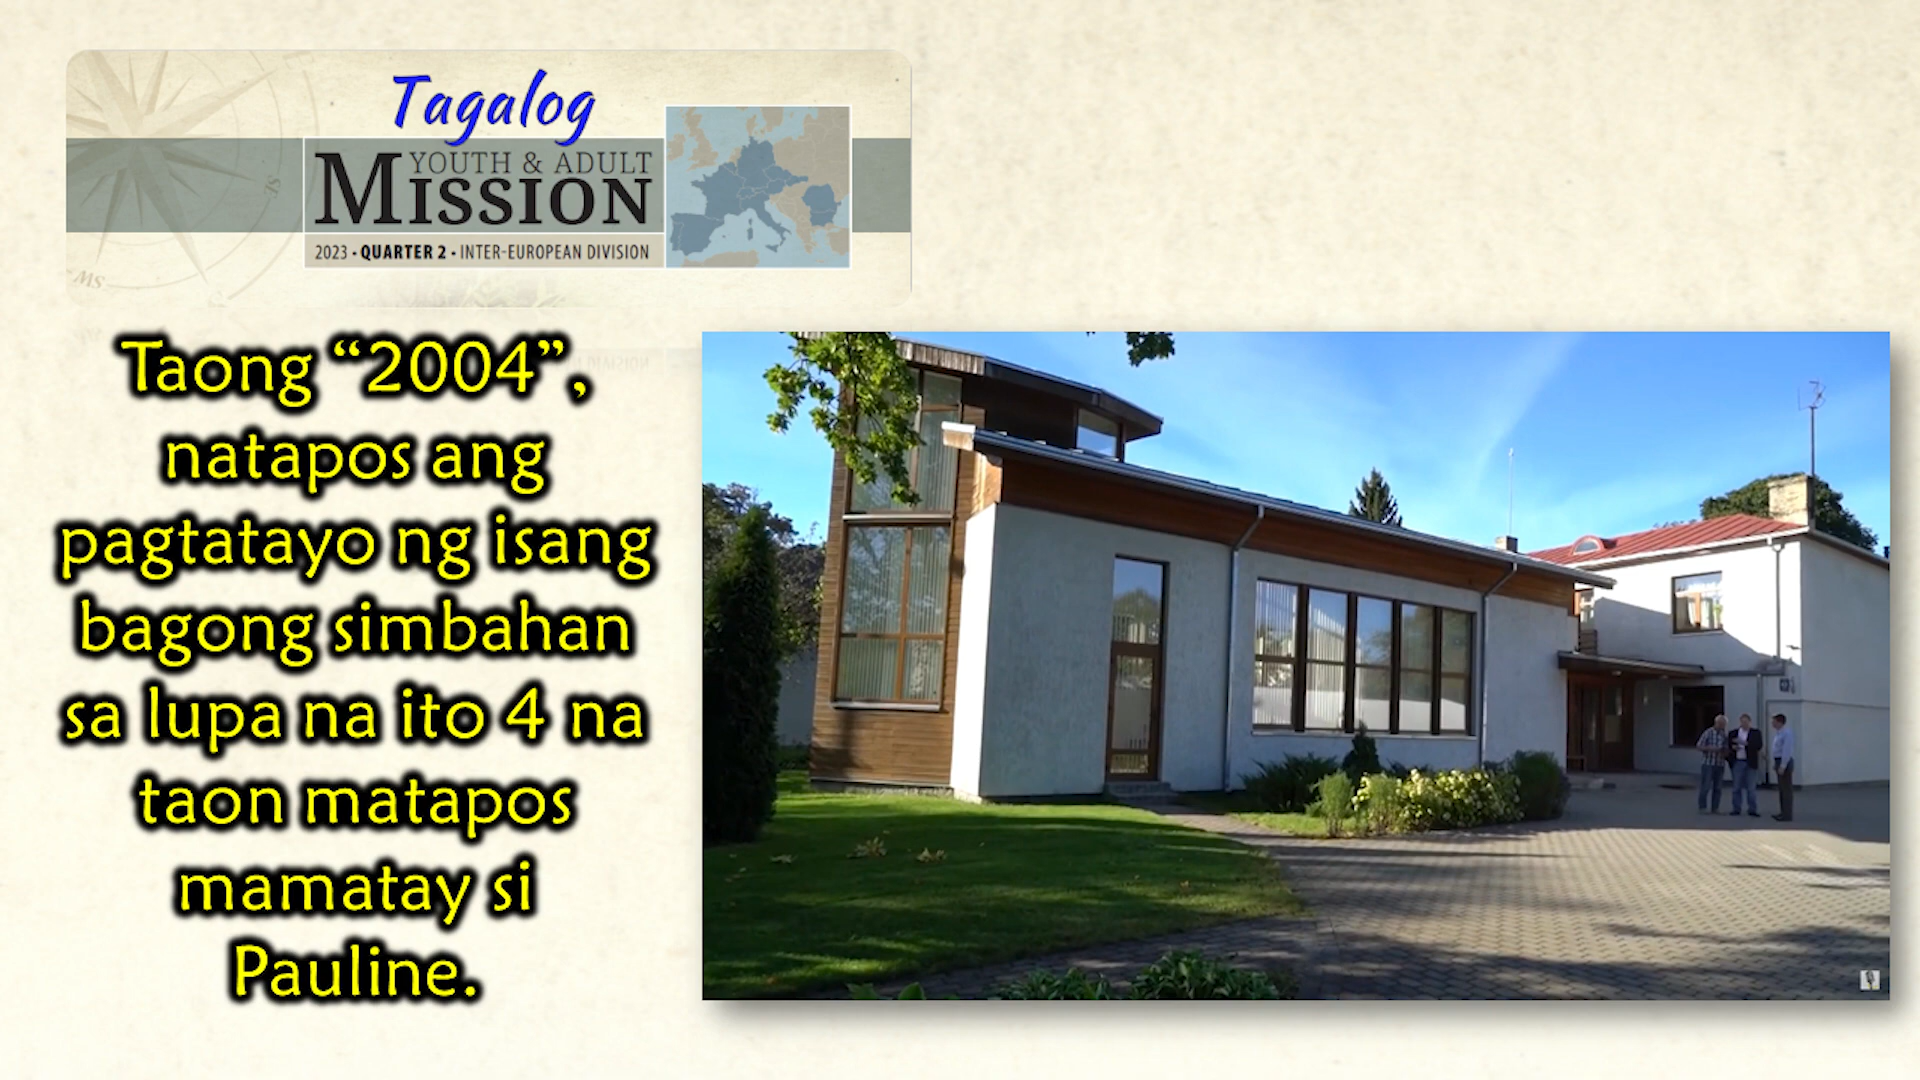 Tagalog
YOUTH & ADULT
MISSION
2023 • QUARTER 2 • INTER-EUROPEAN DIVISION
MS
Taong “2004”,
natapos ang
pagtatayo ng isang
bagong simbahan
sa lupa na ito 4 na
taon matapos
mamatay si
Pauline.